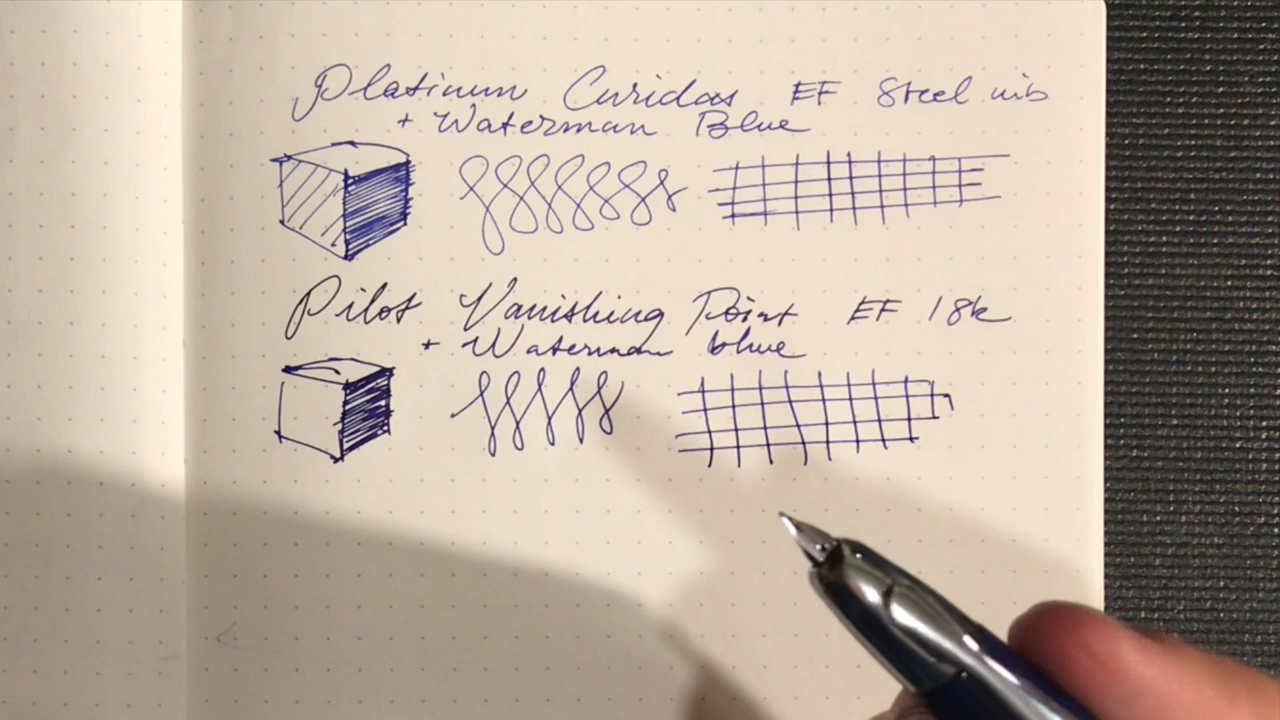 Platinum Curidas EF Steel nib
+ Waterman Blue
Pilot Vanishing Point EF 18k
+ Waterman blue